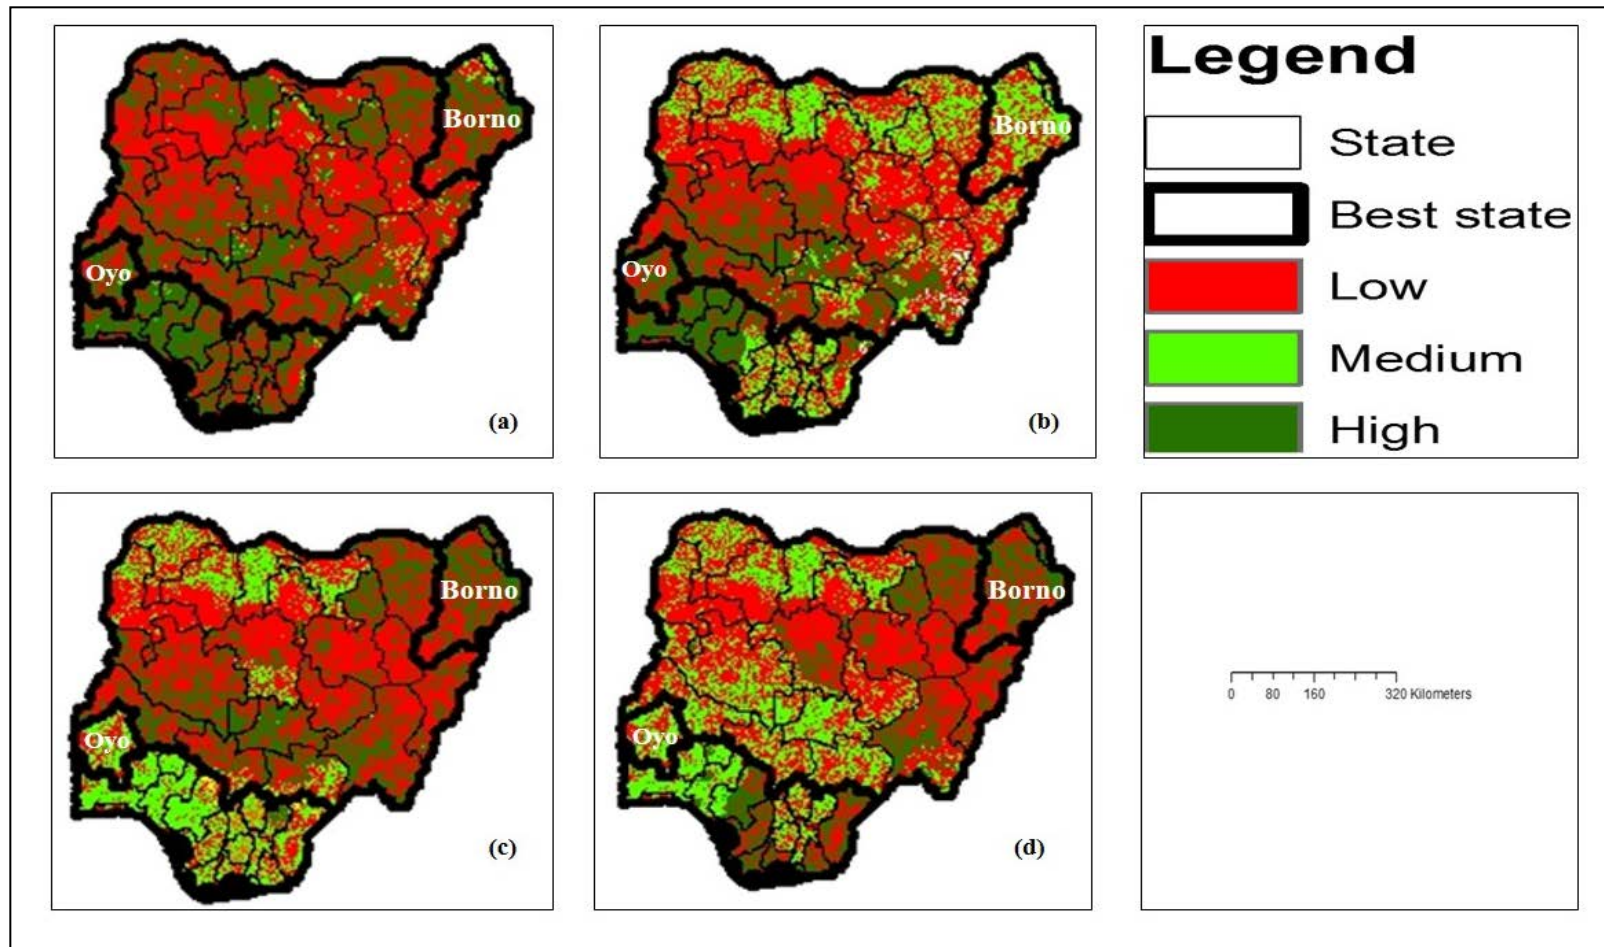 Borno
Oyo
(a)
Borno
Oyo
(b)
Legend
State
Best state
Low
Medium
High
Borno
Oyo
(c)
Borno
Oyo
(d)
0 80 160 320 Kilometers